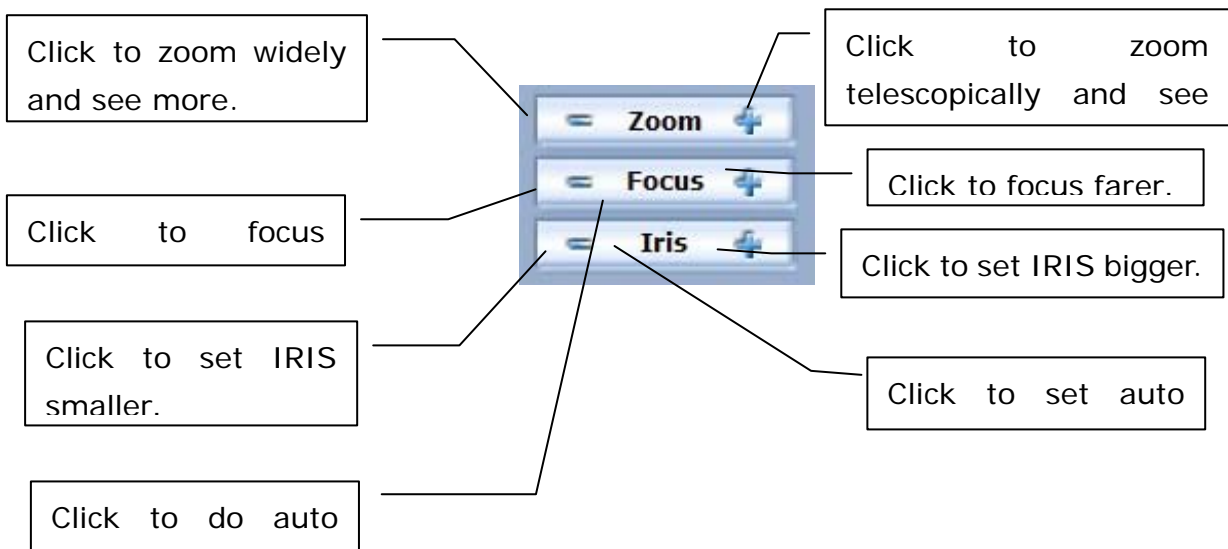 Click to zoom widely
and see more.
Click to zoom
telescopically and see
- Zoom +
- Focus +
- Iris +
Click to focus farer.
Click to focus
Click to set IRIS bigger.
Click to set IRIS
smaller.
Click to set auto
Click to do auto